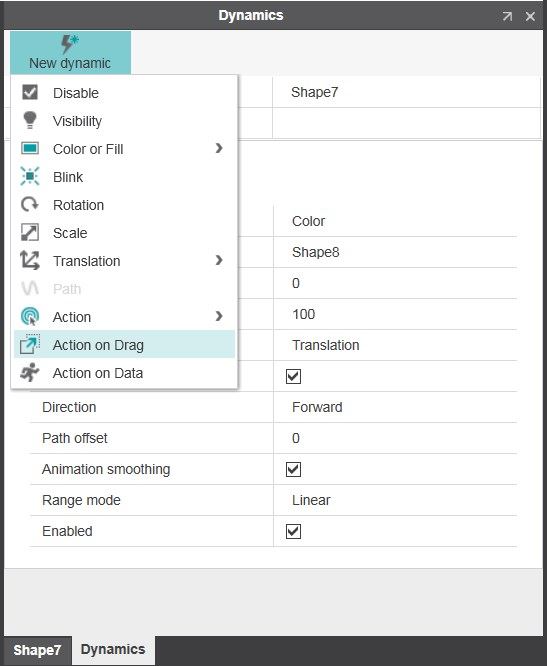 Dynamics
New dynamic
Disable
Shape7
Visibility
Color or Fill
Blink
Rotation
Color
Scale
Shape8
Translation
0
Path
Action
100
Action on Drag
Translation
Action on Data
Direction
Forward
Path offset
0
Animation smoothing
Range mode
Linear
Enabled
Shape7
Dynamics